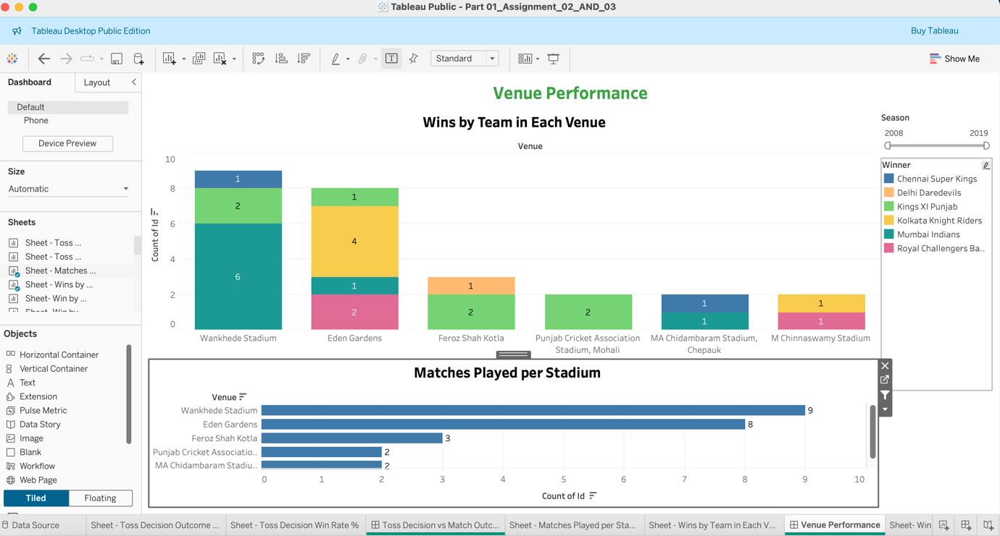 Tableau Public - Part 01_Assignment_02_AND_03
Tableau Desktop Public Edition
Buy Tableau
Standard
Show Me
Dashboard
Layout
Default
Phone
Device Preview
Size
Automatic
Sheets
Sheet - Toss ...
Sheet - Toss ...
Sheet - Matches ...
Sheet - Wins by ...
Sheet- Win by ...
Objects
Horizontal Container
Vertical Container
Text
Extension
Pulse Metric
Data Story
Image
Blank
Workflow
Web Page
Tiled
Floating
Venue Performance
Wins by Team in Each Venue
Venue
Count of Id
10
8
6
4
2
0
1
2
6
1
4
1
2
1
2
2
1
1
1
1
Wankhede Stadium
Eden Gardens
Feroz Shah Kotla
Punjab Cricket Association
Stadium, Mohali
MA Chidambaram Stadium,
Chepauk
M Chinnaswamy Stadium
Season
2008
2019
Winner
Chennai Super Kings
Delhi Daredevils
Kings XI Punjab
Kolkata Knight Riders
Mumbai Indians
Royal Challengers Ba..
Matches Played per Stadium
Venue
Wankhede Stadium
9
Eden Gardens
8
Feroz Shah Kotla
3
Punjab Cricket Associatio..
2
MA Chidambaram Stadiu..
2
0 1 2 3 4 5 6 7 8 9 10
Count of Id
Data Source
Sheet - Toss Decision Outcome ...
Sheet - Toss Decision Win Rate %
Toss Decision vs Match Outc...
Sheet - Matches Played per Sta...
Sheet - Wins by Team in Each V...
Venue Performance
Sheet- Win